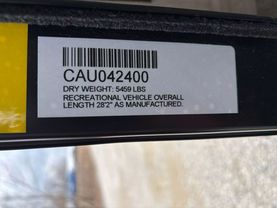 CAU042400
DRY WEIGHT: 5459 LBS
RECREATIONAL VEHICLE OVERALL
LENGTH 28'2" AS MANUFACTURED.